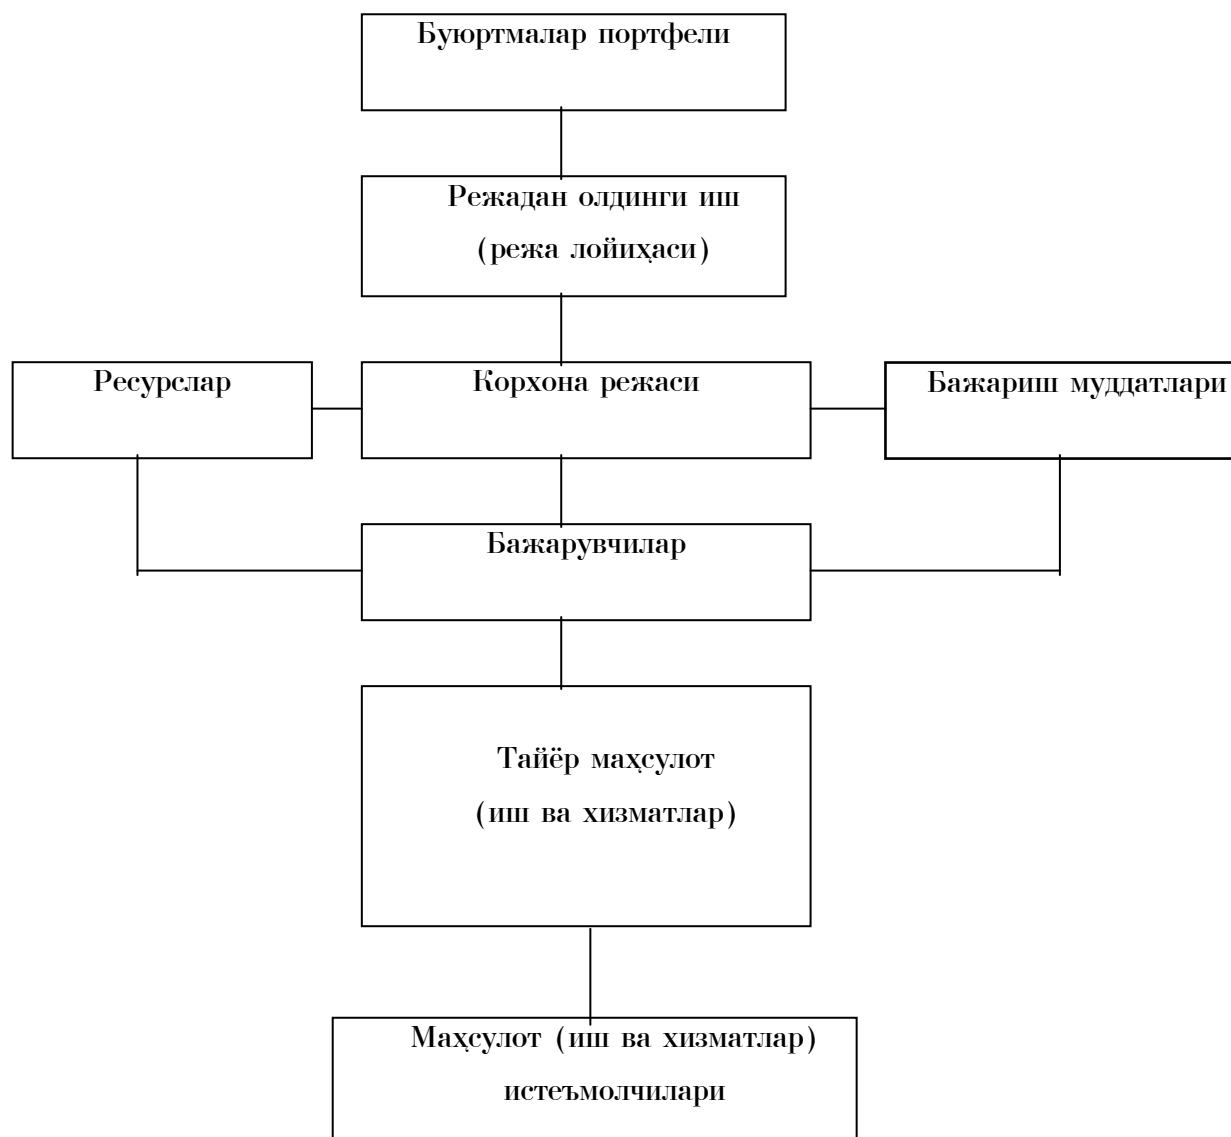 Буюртмалар портфели
Режадан олдинги иш
(режа лойиҳаси)
Ресурслар
Корхона режаси
Бажариш муддатлари
Бажарувчилар
Тайёр маҳсулот
(иш ва хизматлар)
Маҳсулот (иш ва хизматлар)
истеъмолчилари